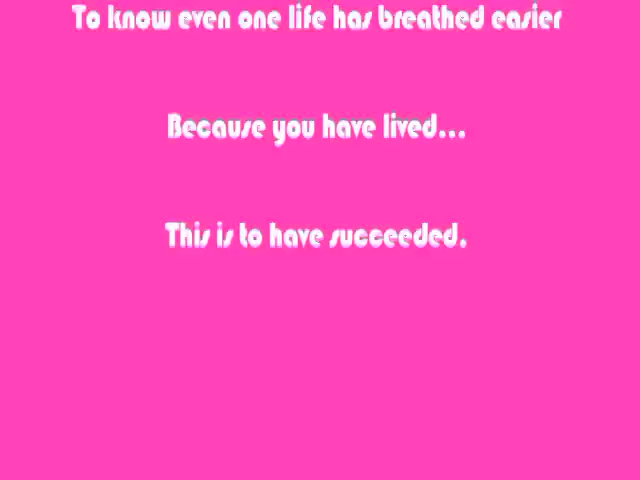 To know even one life has breathed easier
Because you have lived...
This is to have succeeded.